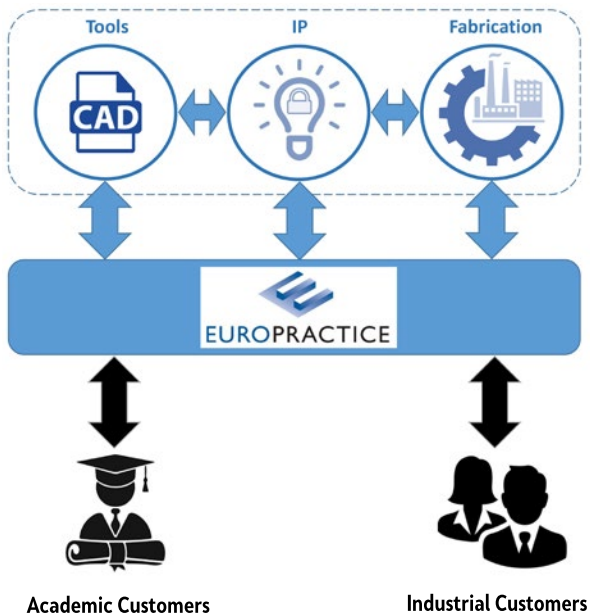 Tools
IP
Fabrication
CAD
EUROPRACTICE
Academic Customers
Industrial Customers